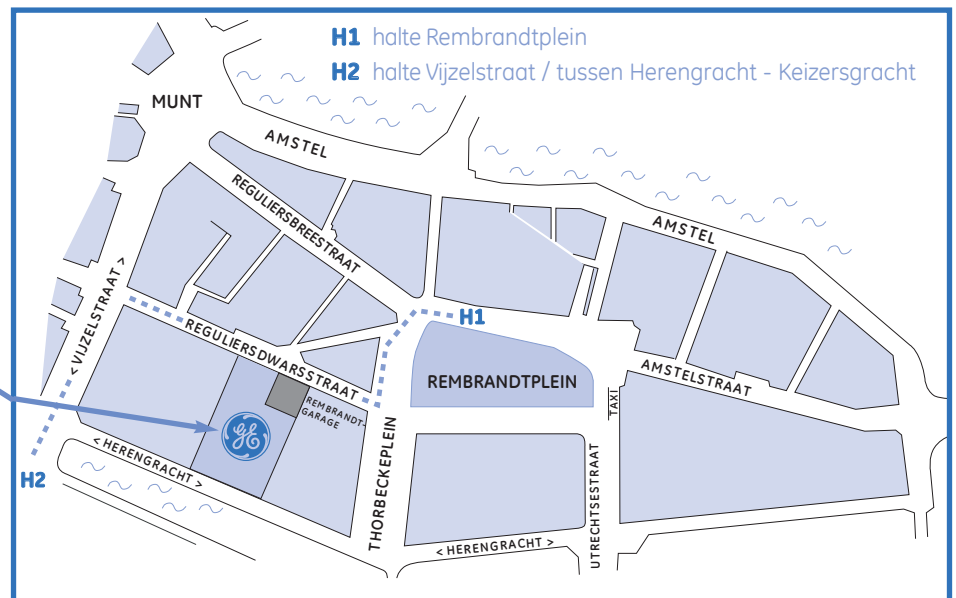 H1 halte Rembrandtplein
H2 halte Vijzelstraat / tussen Herengracht - Keizersgracht
MUNT
AMSTEL
REGULIERSBREESTRAAT
AMSTEL
< VIJZELSTRAAT >
H1
REGULIERSDWARSSTRAAT
REMBRANDTPLEIN
AMSTELSTRAAT
TAXI
REMBRANDT-
GARAGE
GE
THORBECKEPLEIN
< HERENGRACHT >
H2
UTRECHTSESTRAAT
< HERENGRACHT >